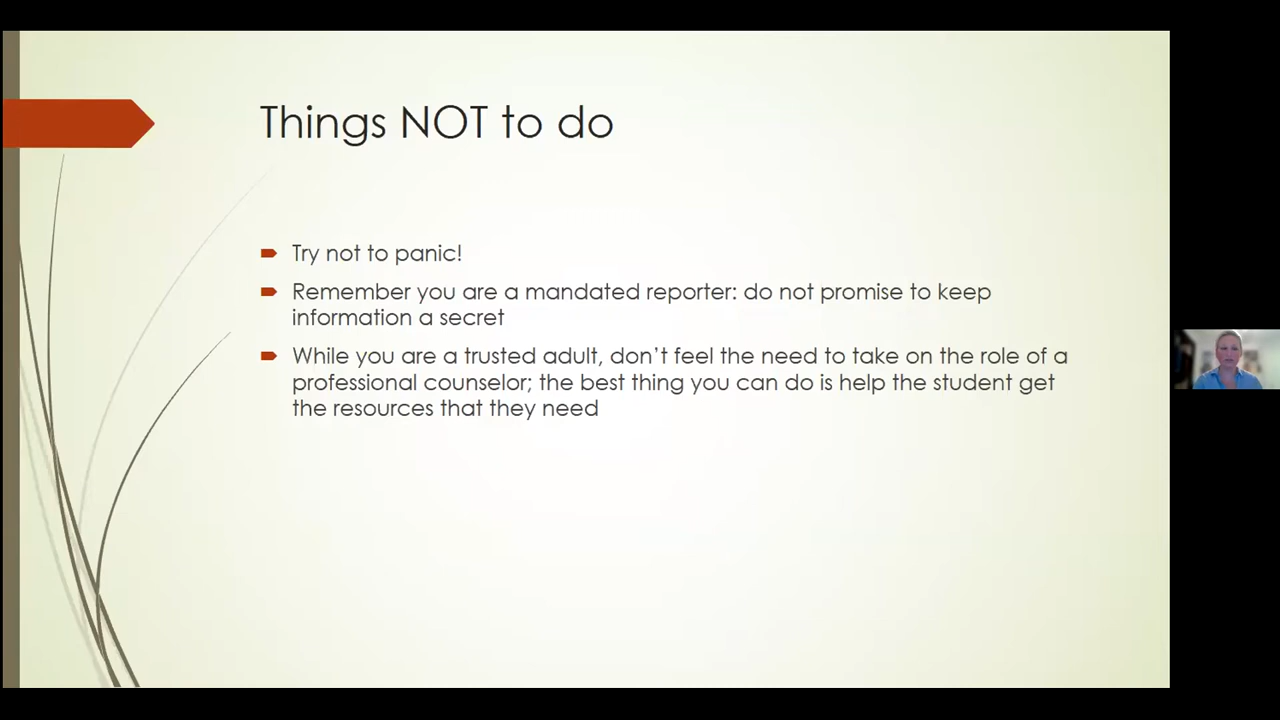 Things NOT to do
Try not to panic!
Remember you are a mandated reporter: do not promise to keep
information a secret
While you are a trusted adult, don’t feel the need to take on the role of a
professional counselor; the best thing you can do is help the student get
the resources that they need